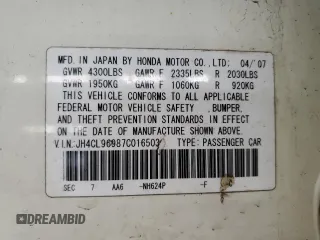 MFD. IN JAPAN BY HONDA MOTOR CO.,LTD. 04/'07
GVWR 4300LBS GAWR F 2335LBS R 2030LBS
GVWR 1950KG GAWR F 1060KG R 920KG
THIS VEHICLE CONFORMS TO ALL APPLICABLE
FEDERAL MOTOR VEHICLE SAFETY ,BUMPER,
AND THEFT PREVENTION STANDARDS IN EFFECT
ON THE DATE OF MANUFACTURE SHOWN ABOVE.
V.I.N.JH4CL96987C016503 TYPE: PASSENGER CAR
SEC 7 AA6 -NH624P -F
DREAMBID